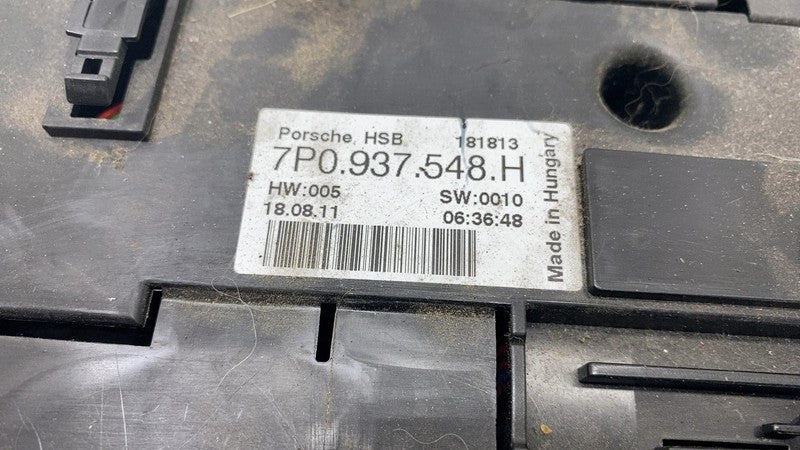 Porsche, HSB 181813
7P0.937.548.H
HW:005 SW:0010
18.08.11 06:36:48
Made in Hungary